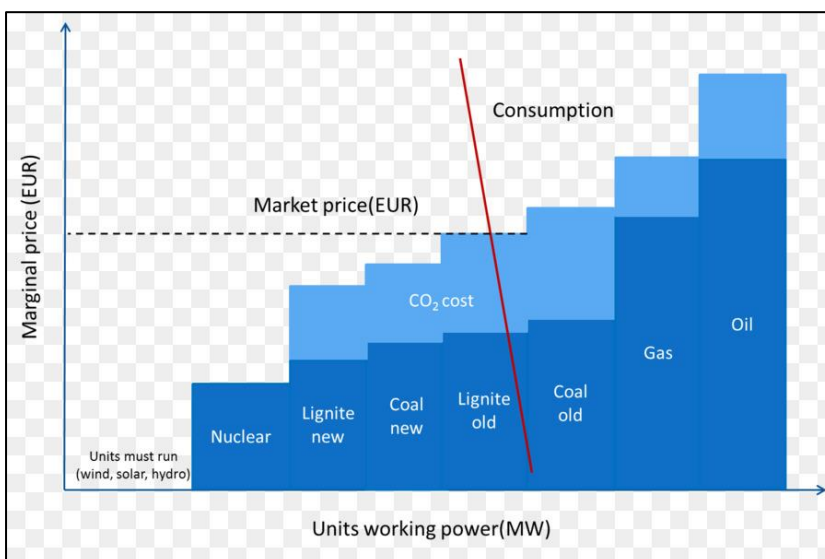 Consumption
Market price(EUR)
Marginal price (EUR)
CO₂ cost
Units must run
(wind, solar, hydro)
Nuclear
Lignite
new
Coal
new
Lignite
old
Coal
old
Gas
Oil
Units working power(MW)